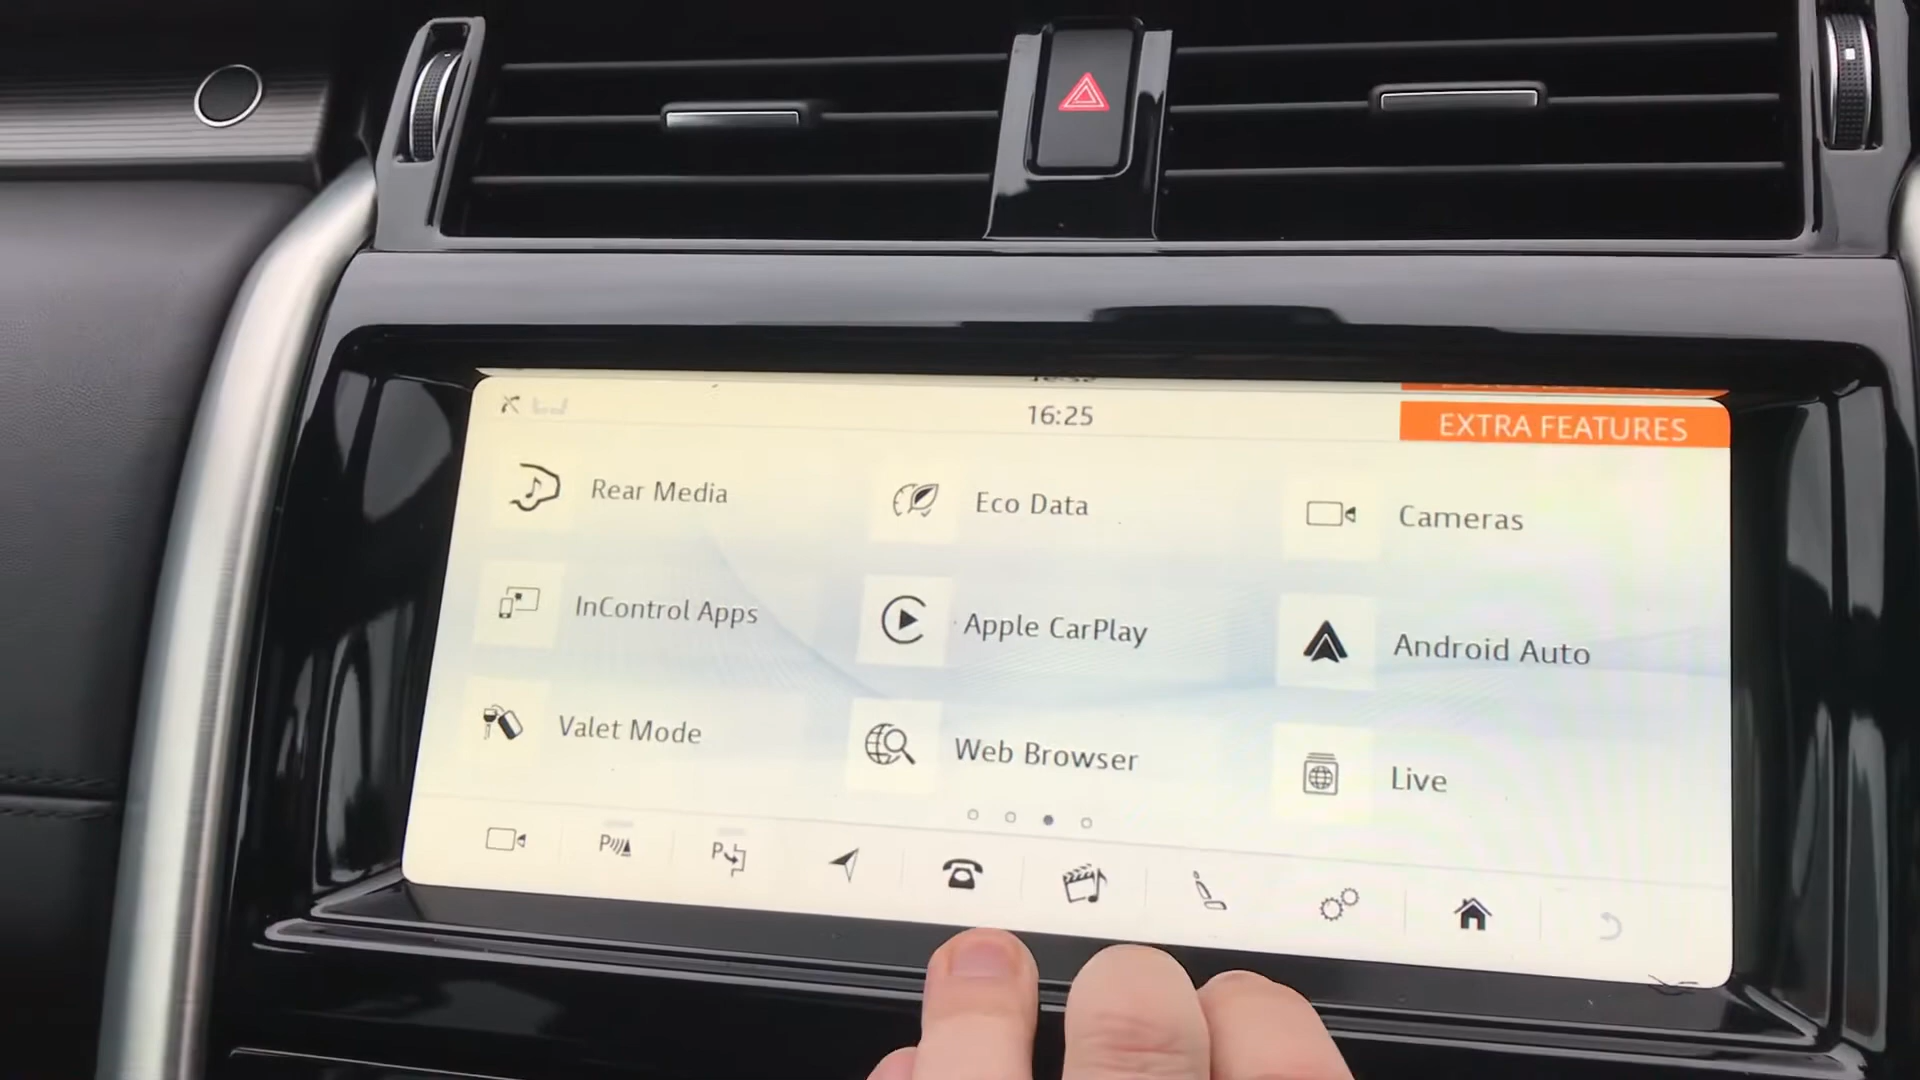 16:25
EXTRA FEATURES
Rear Media
Eco Data
Cameras
InControl Apps
Apple CarPlay
Android Auto
Valet Mode
Web Browser
Live
P
P